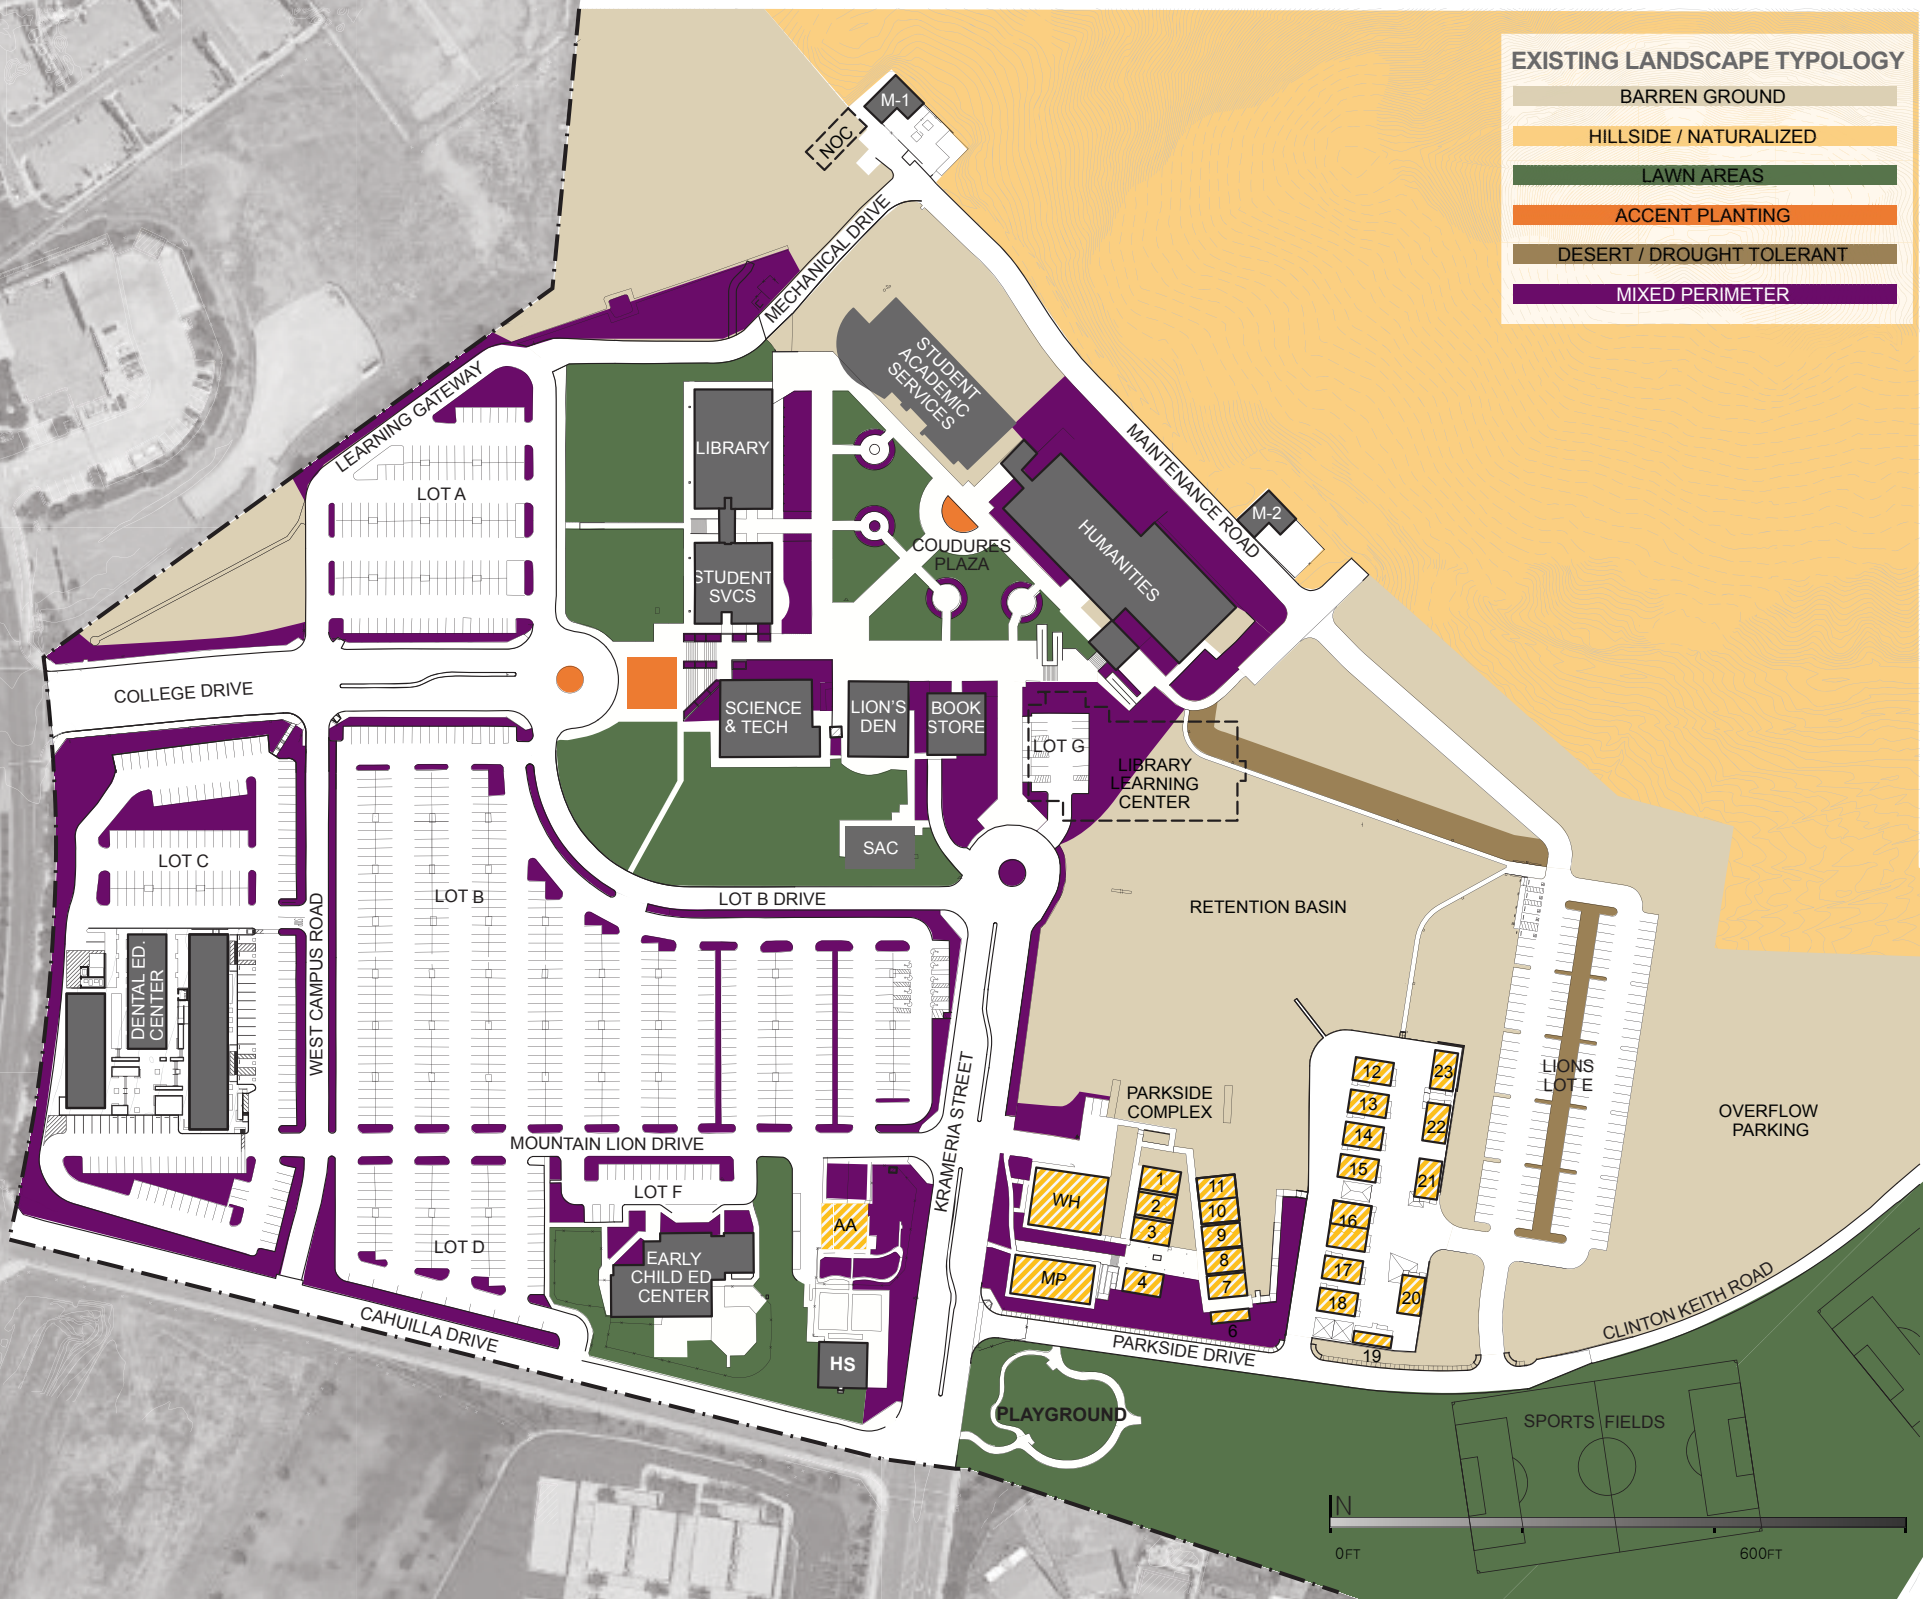 EXISTING LANDSCAPE TYPOLOGY
BARREN GROUND
HILLSIDE / NATURALIZED
LAWN AREAS
ACCENT PLANTING
DESERT / DROUGHT TOLERANT
MIXED PERIMETER
M-1
NOC
MECHANICAL DRIVE
LEARNING GATEWAY
STUDENT
ACADEMIC
SERVICES
LIBRARY
LOT A
MAINTENANCE ROAD
M-2
HUMANITIES
COUDURES
PLAZA
STUDENT
SVCS
COLLEGE DRIVE
SCIENCE
& TECH
LION'S
DEN
BOOK
STORE
LOT G
LIBRARY
LEARNING
CENTER
SAC
LOT C
LOT B
LOT B DRIVE
RETENTION BASIN
WEST CAMPUS ROAD
DENTAL ED.
CENTER
KRAMERIA STREET
PARKSIDE
COMPLEX
LIONS
LOT E
OVERFLOW
PARKING
12
13
14
15
16
17
18
19
20
21
22
23
MOUNTAIN LION DRIVE
LOT F
AA
WH
MP
1
2
3
4
11
10
9
8
7
6
LOT D
EARLY
CHILD ED
CENTER
HS
CAHUILLA DRIVE
PARKSIDE DRIVE
CLINTON KEITH ROAD
PLAYGROUND
SPORTS FIELDS
N
0FT
600FT